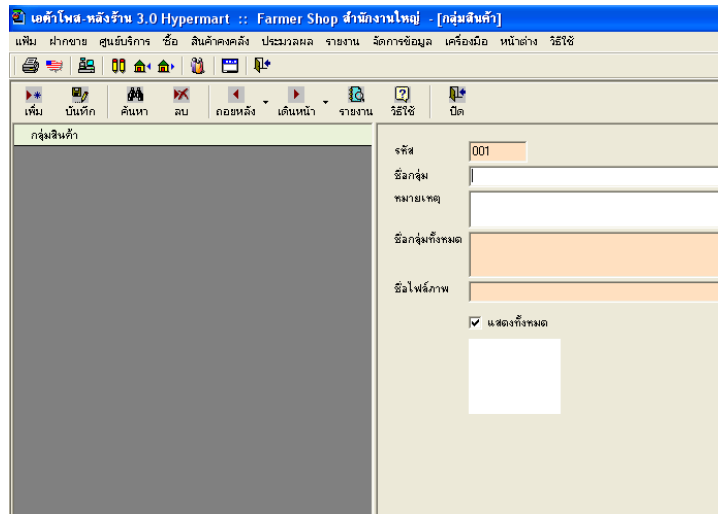 เอด้าโพส-หลังร้าน 3.0 Hypermart :: Farmer Shop สำนักงานใหญ่ - [กลุ่มสินค้า]
แฟ้ม ฝากขาย ศูนย์บริการ ซื้อ สินค้าคงคลัง ประมวลผล รายงาน จัดการข้อมูล เครื่องมือ หน้าต่าง วิธีใช้
เพิ่ม บันทึก ค้นหา ลบ ถอยหลัง เดินหน้า รายงาน วิธีใช้ ปิด
กลุ่มสินค้า
รหัส 001
ชื่อกลุ่ม
หมายเหตุ
ชื่อกลุ่มทั้งหมด
ชื่อไฟล์ภาพ
แสดงทั้งหมด